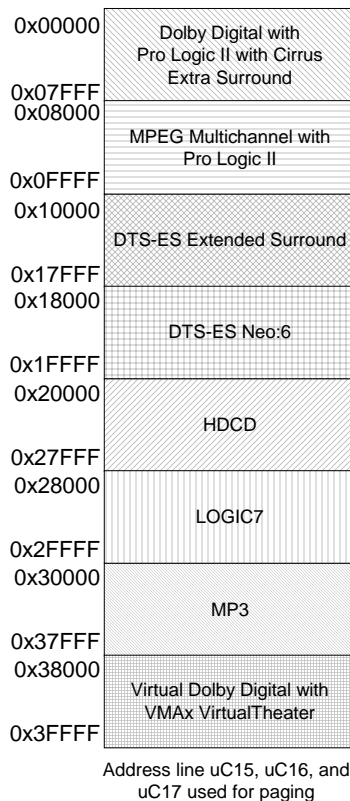 0x00000
Dolby Digital with
Pro Logic II with Cirrus
Extra Surround
0x07FFF
0x08000
MPEG Multichannel with
Pro Logic II
0x0FFFF
0x10000
DTS-ES Extended Surround
0x17FFF
0x18000
DTS-ES Neo:6
0x1FFFF
0x20000
HDCD
0x27FFF
0x28000
LOGIC7
0x2FFFF
0x30000
MP3
0x37FFF
0x38000
Virtual Dolby Digital with
VMAx VirtualTheater
0x3FFFF
Address line uC15, uC16, and
uC17 used for paging